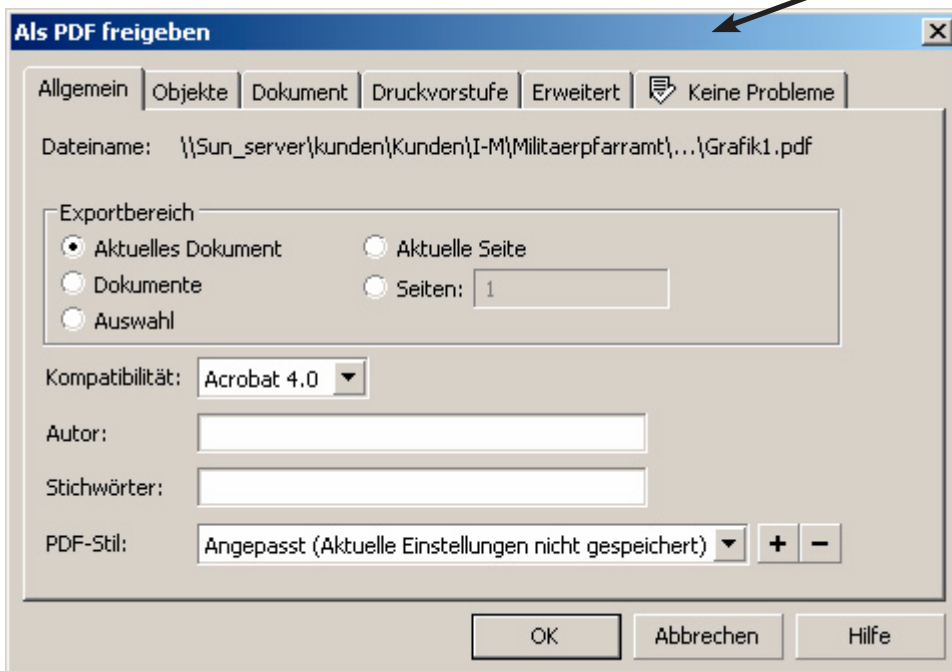 Als PDF freigeben
Allgemein Objekte Dokument Druckvorstufe Erweitert Keine Probleme
Dateiname: \\Sun_server\kunden\Kunden\I-M\Militaerpfarramt\...\Grafik1.pdf
Exportbereich
Aktuelles Dokument Aktuelle Seite
Dokumente Seiten: 1
Auswahl
Kompatibilität: Acrobat 4.0
Autor:
Stichwörter:
PDF-Stil: Angepasst (Aktuelle Einstellungen nicht gespeichert) + −
OK Abbrechen Hilfe